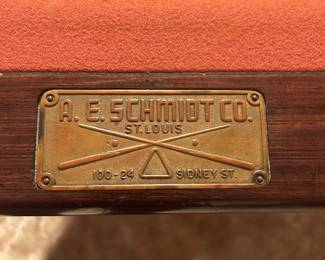 A. E. SCHMIDT CO.
ST. LOUIS
100-24 SIDNEY ST.